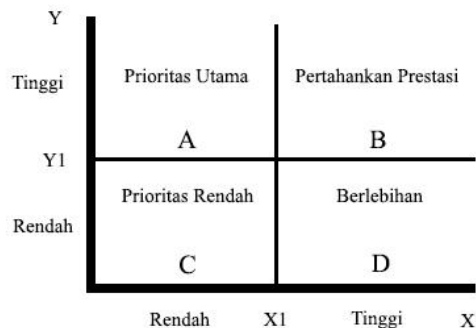 Y
Tinggi
Prioritas Utama
Pertahankan Prestasi
A
B
Y1
Prioritas Rendah
Berlebihan
Rendah
C
D
Rendah
X1
Tinggi
X